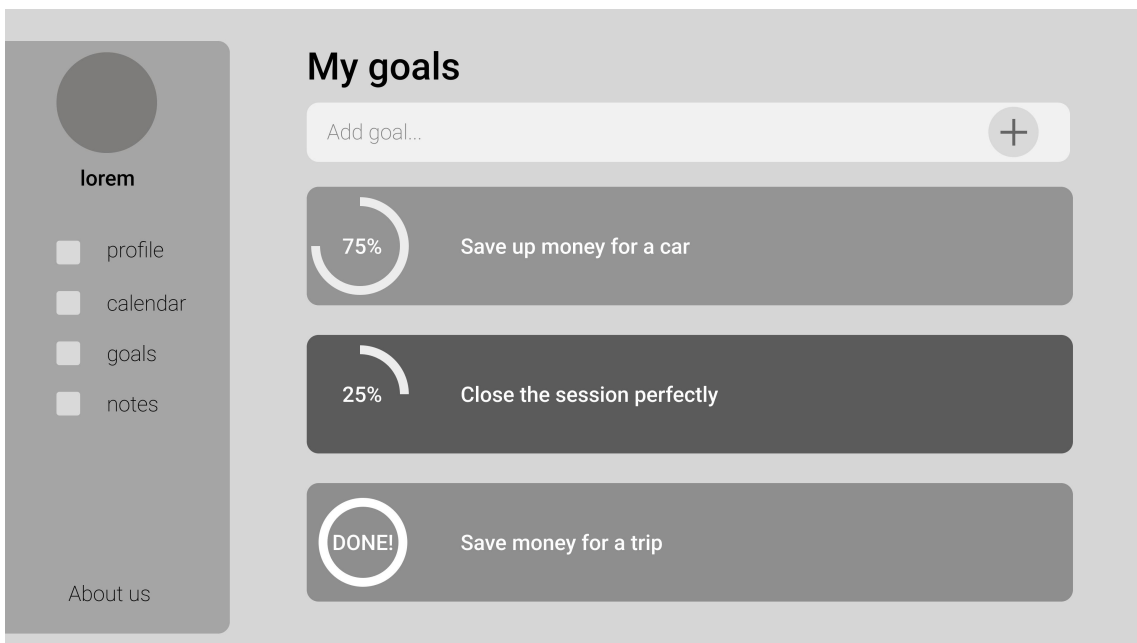 lorem
profile
calendar
goals
notes
About us
My goals
Add goal...
75%
Save up money for a car
25%
Close the session perfectly
DONE!
Save money for a trip